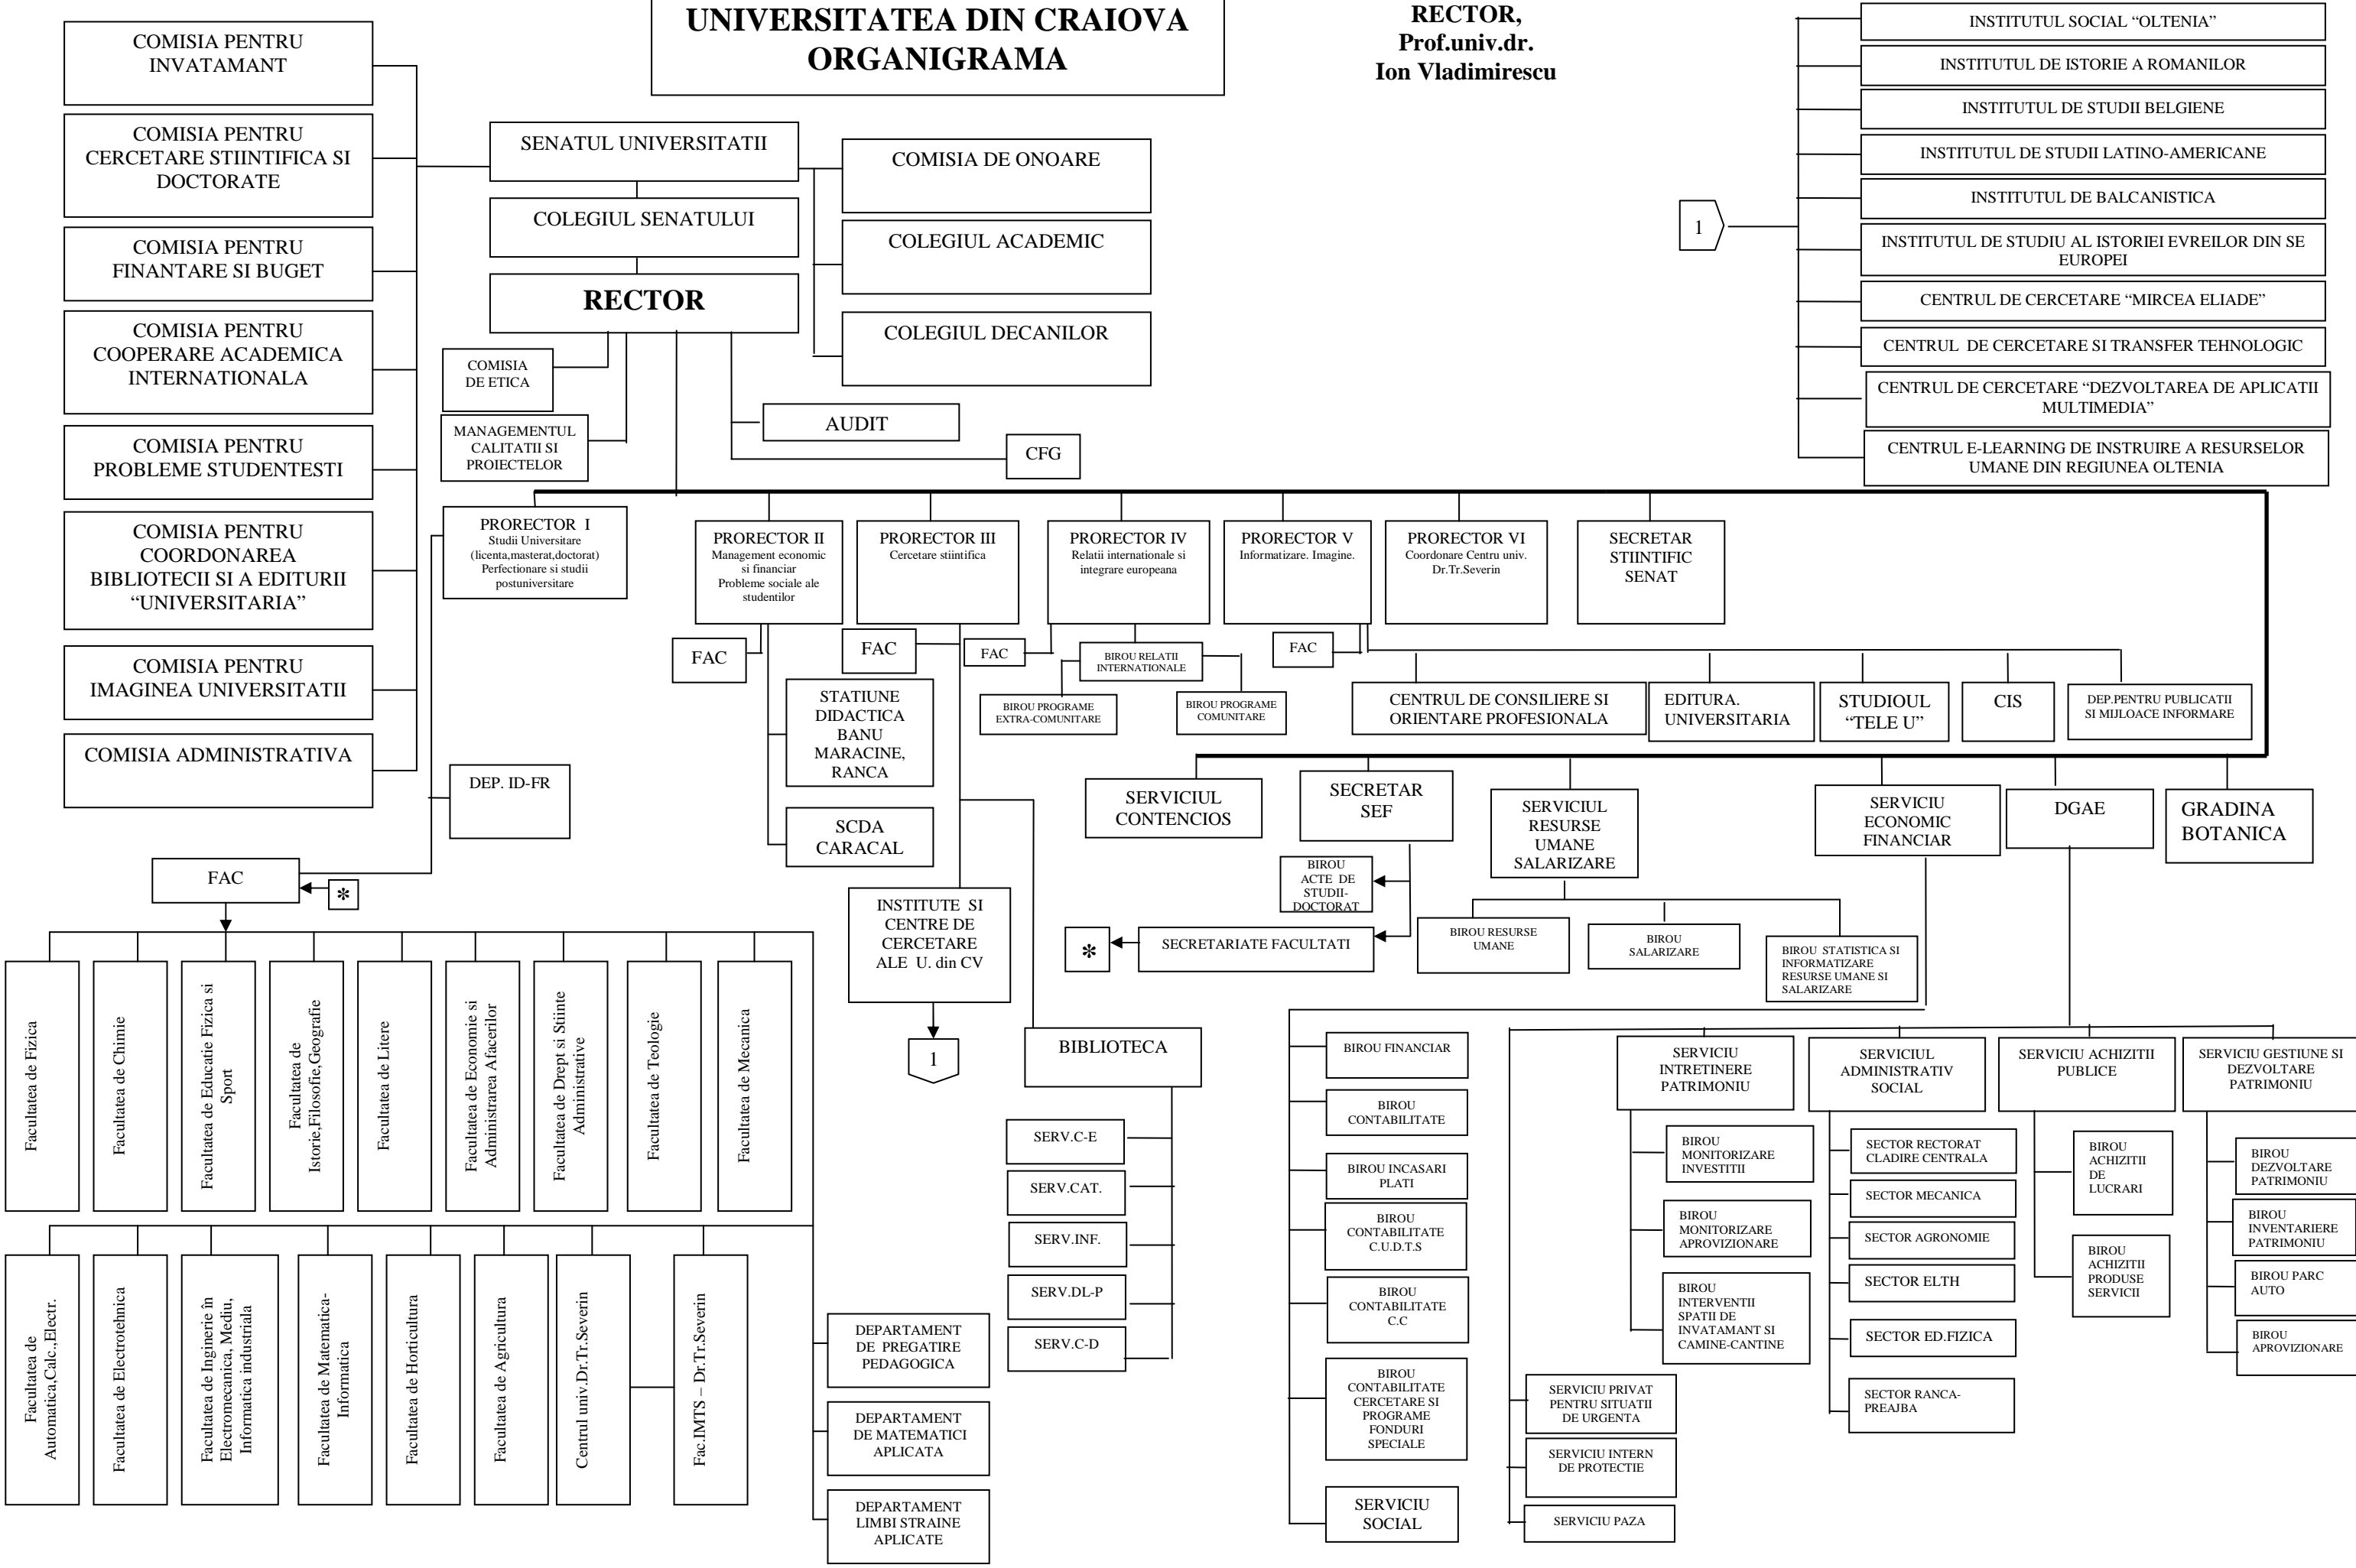 UNIVERSITATEA DIN CRAIOVA
ORGANIGRAMA
RECTOR,
Prof.univ.dr.
Ion Vladimirescu
COMISIA PENTRU
INVATAMANT
COMISIA PENTRU
CERCETARE STIINTIFICA SI
DOCTORATE
COMISIA PENTRU
FINANTARE SI BUGET
COMISIA PENTRU
COOPERARE ACADEMICA
INTERNATIONALA
COMISIA PENTRU
PROBLEME STUDENTESTI
COMISIA PENTRU
COORDONAREA
BIBLIOTECII SI A EDITURII
“UNIVERSITARIA”
COMISIA PENTRU
IMAGINEA UNIVERSITATII
COMISIA ADMINISTRATIVA
SENATUL UNIVERSITATII
COLEGIUL SENATULUI
RECTOR
COMISIA DE ONOARE
COLEGIUL ACADEMIC
COLEGIUL DECANILOR
COMISIA
DE ETICA
MANAGEMENTUL
CALITATII SI
PROIECTELOR
AUDIT
CFG
1
INSTITUTUL SOCIAL “OLTENIA”
INSTITUTUL DE ISTORIE A ROMANILOR
INSTITUTUL DE STUDII BELGIENE
INSTITUTUL DE STUDII LATINO-AMERICANE
INSTITUTUL DE BALCANISTICA
INSTITUTUL DE STUDIU AL ISTORIEI EVREILOR DIN SE
EUROPEI
CENTRUL DE CERCETARE “MIRCEA ELIADE”
CENTRUL DE CERCETARE SI TRANSFER TEHNOLOGIC
CENTRUL DE CERCETARE “DEZVOLTAREA DE APLICATII
MULTIMEDIA”
CENTRUL E-LEARNING DE INSTRUIRE A RESURSELOR
UMANE DIN REGIUNEA OLTENIA
PRORECTOR I
Studii Universitare
(licenta,masterat,doctorat)
Perfectionare si studii
postuniversitare
PRORECTOR II
Management economic
si financiar
Probleme sociale ale
studentilor
PRORECTOR III
Cercetare stiintifica
PRORECTOR IV
Relatii internationale si
integrare europeana
PRORECTOR V
Informatizare. Imagine.
PRORECTOR VI
Coordonare Centru univ.
Dr.Tr.Severin
SECRETAR
STIINTIFIC
SENAT
FAC
FAC
FAC
BIROU RELATII
INTERNATIONALE
FAC
BIROU PROGRAME
EXTRA-COMUNITARE
BIROU PROGRAME
COMUNITARE
STATIUNE
DIDACTICA
BANU
MARACINE,
RANCA
SCDA
CARACAL
CENTRUL DE CONSILIERE SI
ORIENTARE PROFESIONALA
EDITURA.
UNIVERSITARIA
STUDIOUL
“TELE U”
CIS
DEP.PENTRU PUBLICATII
SI MIJLOACE INFORMARE
DEP. ID-FR
FAC
*
SERVICIUL
CONTENCIOS
SECRETAR
SEF
SERVICIUL
RESURSE
UMANE
SALARIZARE
SERVICIU
ECONOMIC
FINANCIAR
DGAE
GRADINA
BOTANICA
BIROU
ACTE DE
STUDII-
DOCTORAT
*
SECRETARIATE FACULTATI
BIROU RESURSE
UMANE
BIROU
SALARIZARE
BIROU STATISTICA SI
INFORMATIZARE
RESURSE UMANE SI
SALARIZARE
INSTITUTE SI
CENTRE DE
CERCETARE
ALE U. din CV
1
Facultatea de Fizica
Facultatea de Chimie
Facultatea de Educatie Fizica si
Sport
Facultatea de
Istorie,Filosofie,Geografie
Facultatea de Litere
Facultatea de Economie si
Administrarea Afacerilor
Facultatea de Drept si Stiinte
Administrative
Facultatea de Teologie
Facultatea de Mecanica
Facultatea de
Automatica,Calc.,Electr.
Facultatea de Electrotehnica
Facultatea de Inginerie în
Electromecanica, Mediu,
Informatica industriala
Facultatea de Matematica-
Informatica
Facultatea de Horticultura
Facultatea de Agricultura
Centrul univ.Dr.Tr.Severin
Fac.IMTS – Dr.Tr.Severin
DEPARTAMENT
DE PREGATIRE
PEDAGOGICA
DEPARTAMENT
DE MATEMATICI
APLICATA
DEPARTAMENT
LIMBI STRAINE
APLICATE
BIBLIOTECA
SERV.C-E
SERV.CAT.
SERV.INF.
SERV.DL-P
SERV.C-D
BIROU FINANCIAR
BIROU
CONTABILITATE
BIROU INCASARI
PLATI
BIROU
CONTABILITATE
C.U.D.T.S
BIROU
CONTABILITATE
C.C
BIROU
CONTABILITATE
CERCETARE SI
PROGRAME
FONDURI
SPECIALE
SERVICIU
SOCIAL
SERVICIU
INTRETINERE
PATRIMONIU
BIROU
MONITORIZARE
INVESTITII
BIROU
MONITORIZARE
APROVIZIONARE
BIROU
INTERVENTII
SPATII DE
INVATAMANT SI
CAMINE-CANTINE
SERVICIU PRIVAT
PENTRU SITUATII
DE URGENTA
SERVICIU INTERN
DE PROTECTIE
SERVICIU PAZA
SERVICIUL
ADMINISTRATIV
SOCIAL
SECTOR RECTORAT
CLADIRE CENTRALA
SECTOR MECANICA
SECTOR AGRONOMIE
SECTOR ELTH
SECTOR ED.FIZICA
SECTOR RANCA-
PREAJBA
SERVICIU ACHIZITII
PUBLICE
BIROU
ACHIZITII
DE
LUCRARI
BIROU
ACHIZITII
PRODUSE
SERVICII
SERVICIU GESTIUNE SI
DEZVOLTARE
PATRIMONIU
BIROU
DEZVOLTARE
PATRIMONIU
BIROU
INVENTARIERE
PATRIMONIU
BIROU PARC
AUTO
BIROU
APROVIZIONARE